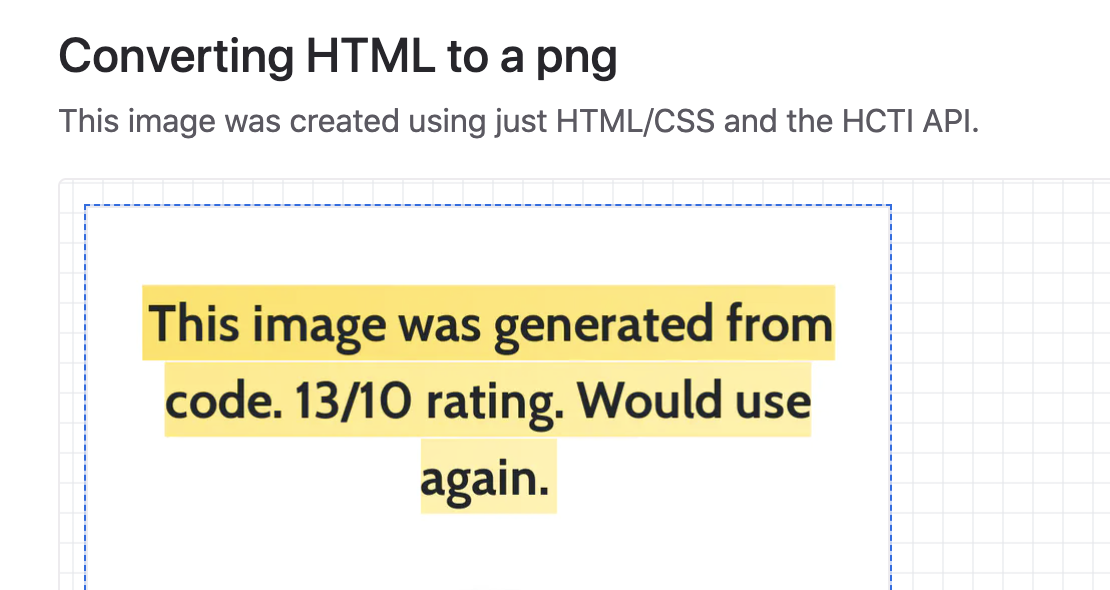 Converting HTML to a png
This image was created using just HTML/CSS and the HCTI API.
This image was generated from
code. 13/10 rating. Would use
again.